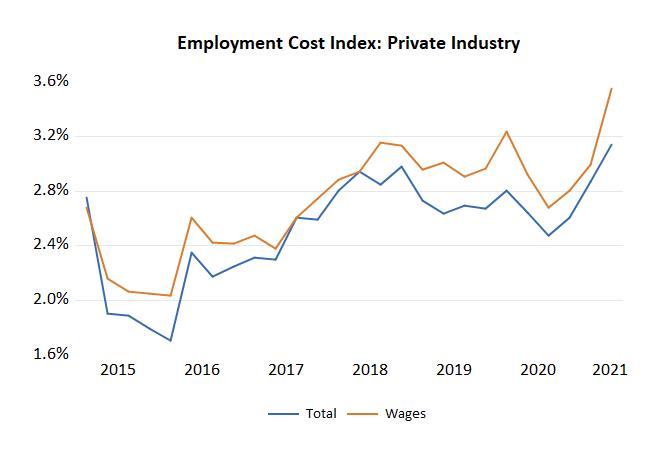 Employment Cost Index: Private Industry
3.6%
3.2%
2.8%
2.4%
2.0%
1.6%
2015 2016 2017 2018 2019 2020 2021
Total Wages